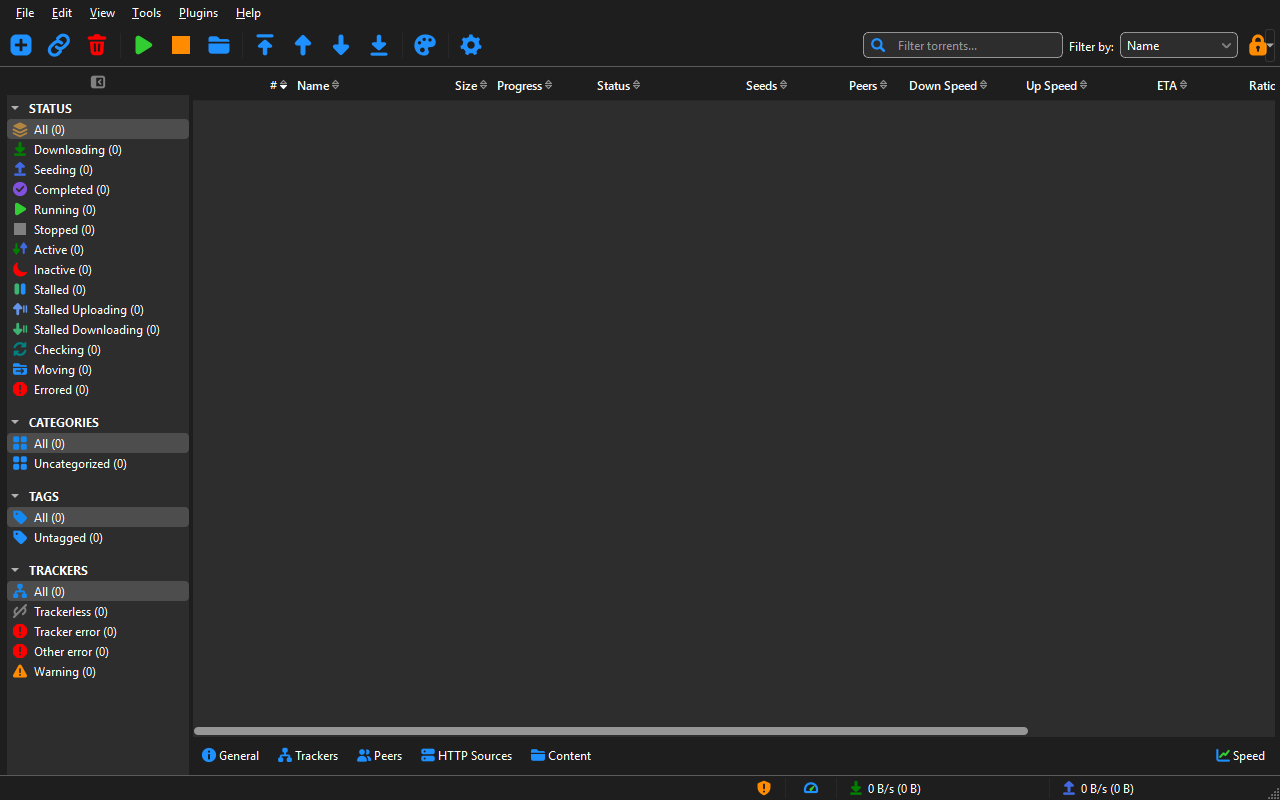 File Edit View Tools Plugins Help
Filter torrents... Filter by: Name
# Name Size Progress Status Seeds Peers Down Speed Up Speed ETA Ratio
STATUS
All (0)
Downloading (0)
Seeding (0)
Completed (0)
Running (0)
Stopped (0)
Active (0)
Inactive (0)
Stalled (0)
Stalled Uploading (0)
Stalled Downloading (0)
Checking (0)
Moving (0)
Errored (0)
CATEGORIES
All (0)
Uncategorized (0)
TAGS
All (0)
Untagged (0)
TRACKERS
All (0)
Trackerless (0)
Tracker error (0)
Other error (0)
Warning (0)
General Trackers Peers HTTP Sources Content Speed
0 B/s (0 B) 0 B/s (0 B)